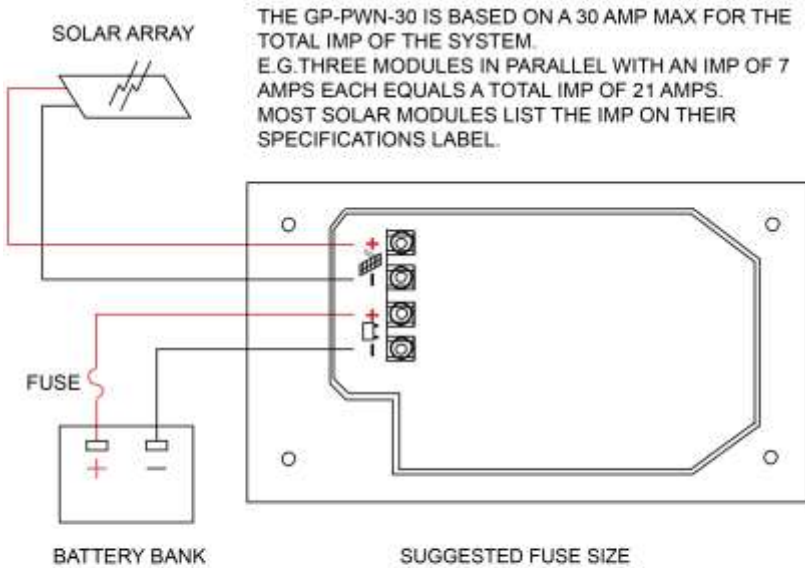 SOLAR ARRAY
THE GP-PWN-30 IS BASED ON A 30 AMP MAX FOR THE
TOTAL IMP OF THE SYSTEM.
E.G.THREE MODULES IN PARALLEL WITH AN IMP OF 7
AMPS EACH EQUALS A TOTAL IMP OF 21 AMPS.
MOST SOLAR MODULES LIST THE IMP ON THEIR
SPECIFICATIONS LABEL.
+
−
+
−
FUSE
+ −
BATTERY BANK
SUGGESTED FUSE SIZE